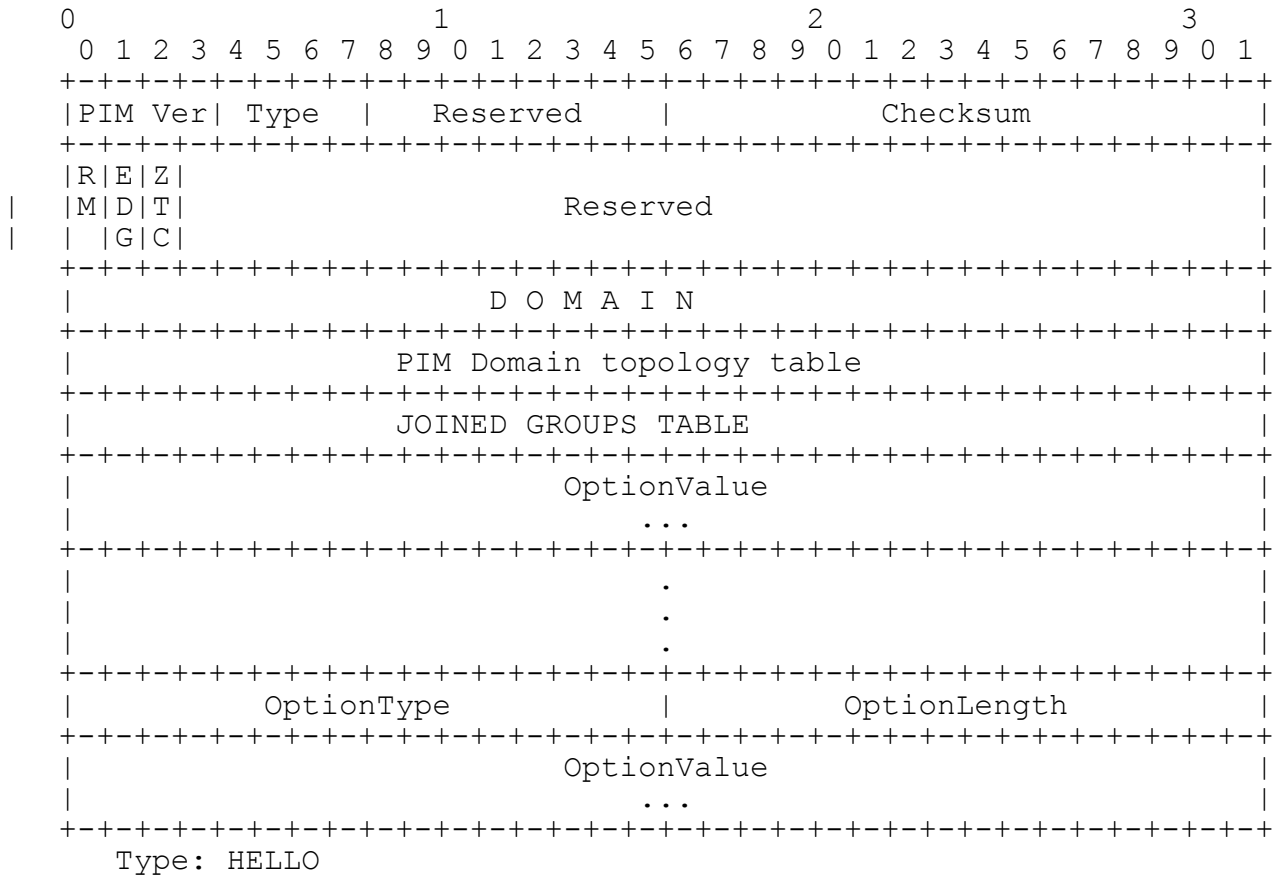 0                   1                   2                   3
 0 1 2 3 4 5 6 7 8 9 0 1 2 3 4 5 6 7 8 9 0 1 2 3 4 5 6 7 8 9 0 1
+-+-+-+-+-+-+-+-+-+-+-+-+-+-+-+-+-+-+-+-+-+-+-+-+-+-+-+-+-+-+-+-+
|PIM Ver| Type  |   Reserved    |           Checksum            |
+-+-+-+-+-+-+-+-+-+-+-+-+-+-+-+-+-+-+-+-+-+-+-+-+-+-+-+-+-+-+-+-+
|R|E|Z|                                                         |
|   |M|D|T|                    Reserved                             |
|   | |G|C|                                                         |
+-+-+-+-+-+-+-+-+-+-+-+-+-+-+-+-+-+-+-+-+-+-+-+-+-+-+-+-+-+-+-+-+
|                      D O M A I N                              |
+-+-+-+-+-+-+-+-+-+-+-+-+-+-+-+-+-+-+-+-+-+-+-+-+-+-+-+-+-+-+-+-+
|                 PIM Domain topology table                     |
+-+-+-+-+-+-+-+-+-+-+-+-+-+-+-+-+-+-+-+-+-+-+-+-+-+-+-+-+-+-+-+-+
|                 JOINED GROUPS TABLE                           |
+-+-+-+-+-+-+-+-+-+-+-+-+-+-+-+-+-+-+-+-+-+-+-+-+-+-+-+-+-+-+-+-+
|                          OptionValue                          |
|                              ...                              |
+-+-+-+-+-+-+-+-+-+-+-+-+-+-+-+-+-+-+-+-+-+-+-+-+-+-+-+-+-+-+-+-+
|                               .                               |
|                               .                               |
|                               .                               |
+-+-+-+-+-+-+-+-+-+-+-+-+-+-+-+-+-+-+-+-+-+-+-+-+-+-+-+-+-+-+-+-+
|          OptionType           |         OptionLength          |
+-+-+-+-+-+-+-+-+-+-+-+-+-+-+-+-+-+-+-+-+-+-+-+-+-+-+-+-+-+-+-+-+
|                          OptionValue                          |
|                              ...                              |
+-+-+-+-+-+-+-+-+-+-+-+-+-+-+-+-+-+-+-+-+-+-+-+-+-+-+-+-+-+-+-+-+
Type: HELLO